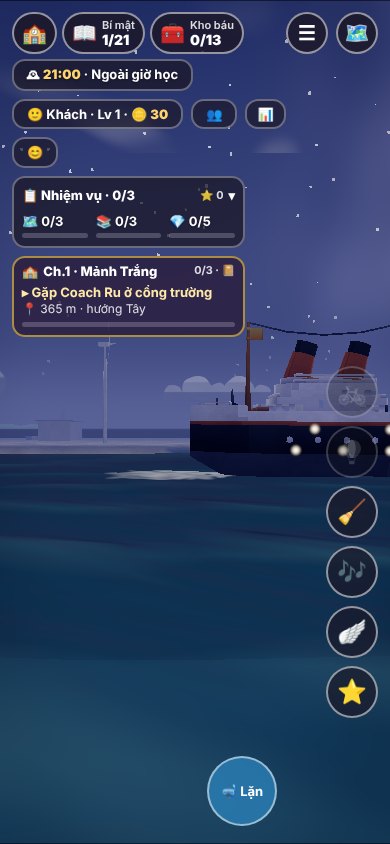 Bí mật
1/21
Kho báu
0/13
21:00 · Ngoài giờ học
Khách · Lv 1 · 30
Nhiệm vụ · 0/3
0 ▾
0/3
0/3
0/5
Ch.1 · Mảnh Trắng
0/3 ·
▸ Gặp Coach Ru ở cổng trường
365 m · hướng Tây
Lặn